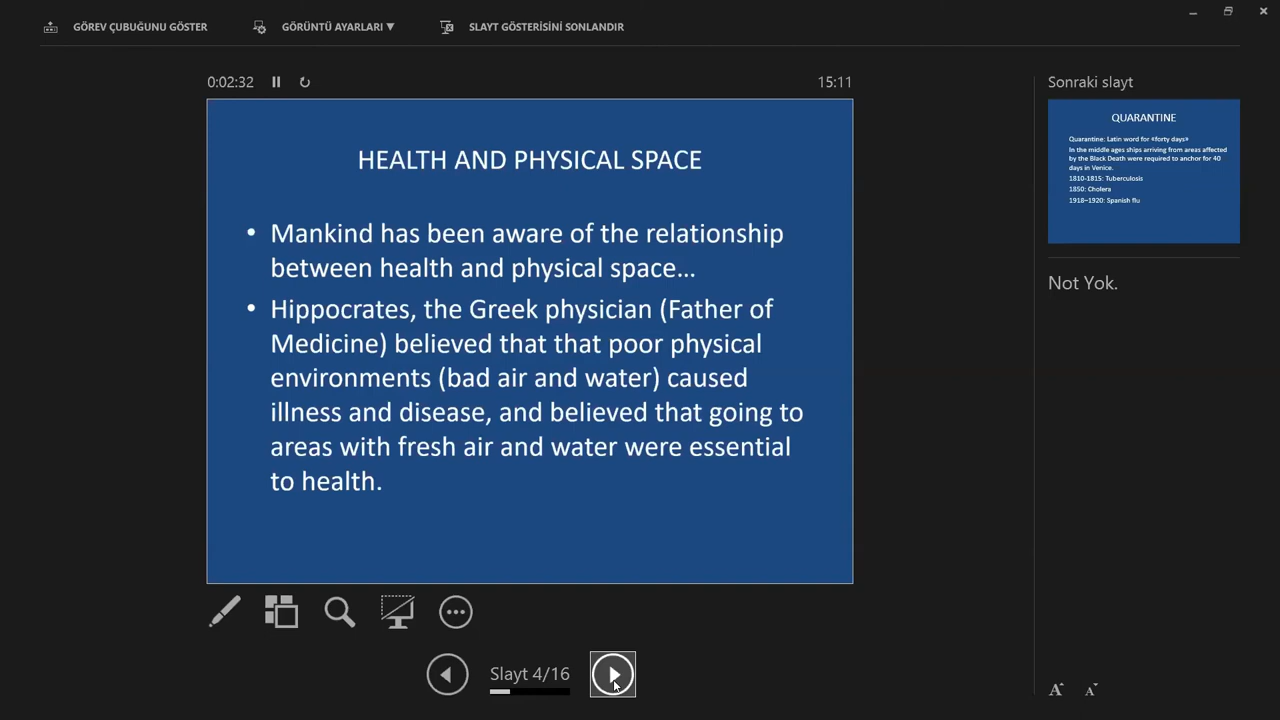 GÖREV ÇUBUĞUNU GÖSTER
GÖRÜNTÜ AYARLARI ▼
SLAYT GÖSTERİSİNİ SONLANDIR
0:02:32
15:11
HEALTH AND PHYSICAL SPACE
• Mankind has been aware of the relationship
between health and physical space…
• Hippocrates, the Greek physician (Father of
Medicine) believed that that poor physical
environments (bad air and water) caused
illness and disease, and believed that going to
areas with fresh air and water were essential
to health.
Slayt 4/16
Sonraki slayt
QUARANTINE
Quarantine: Latin word for «forty days»
In the middle ages ships arriving from areas affected
by the Black Death were required to anchor for 40
days in Venice.
1810-1815: Tuberculosis
1850: Cholera
1918–1920: Spanish flu
Not Yok.
A A